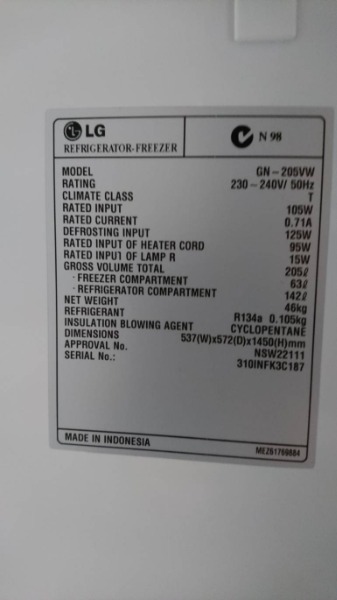 LG
REFRIGERATOR-FREEZER
N 98
MODEL GN-205VW
RATING 230~240V/ 50Hz
CLIMATE CLASS T
RATED INPUT 105W
RATED CURRENT 0.71A
DEFROSTING INPUT 125W
RATED INPUT OF HEATER CORD 95W
RATED INPUT OF LAMP R 15W
GROSS VOLUME TOTAL 205ℓ
· FREEZER COMPARTMENT 63ℓ
· REFRIGERATOR COMPARTMENT 142ℓ
NET WEIGHT 46kg
REFRIGERANT R134a 0.105kg
INSULATION BLOWING AGENT CYCLOPENTANE
DIMENSIONS 537(W)x572(D)x1450(H)mm
APPROVAL No. NSW22111
SERIAL No.: 310INFK3C187
MADE IN INDONESIA